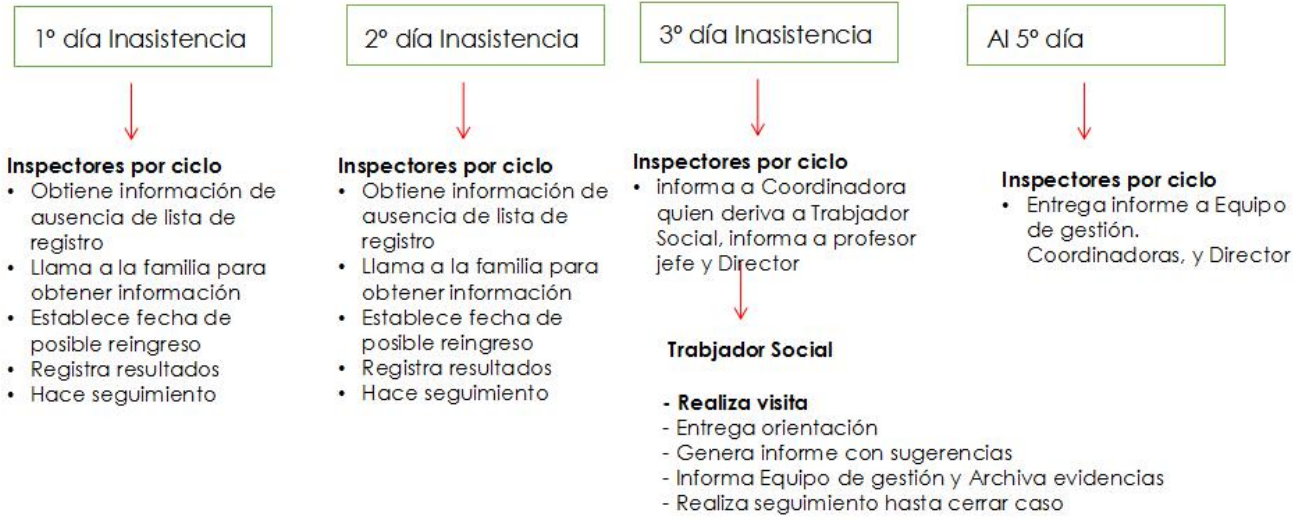 1º día Inasistencia
Inspectores por ciclo
• Obtiene información de
ausencia de lista de
registro
• Llama a la familia para
obtener información
• Establece fecha de
posible reingreso
• Registra resultados
• Hace seguimiento
2º día Inasistencia
Inspectores por ciclo
• Obtiene información de
ausencia de lista de
registro
• Llama a la familia para
obtener información
• Establece fecha de
posible reingreso
• Registra resultados
• Hace seguimiento
3º día Inasistencia
Inspectores por ciclo
• informa a Coordinadora
quien deriva a Trabjador
Social, informa a profesor
jefe y Director
Trabjador Social
- Realiza visita
- Entrega orientación
- Genera informe con sugerencias
- Informa Equipo de gestión y Archiva evidencias
- Realiza seguimiento hasta cerrar caso
Al 5º día
Inspectores por ciclo
• Entrega informe a Equipo
de gestión.
Coordinadoras, y Director